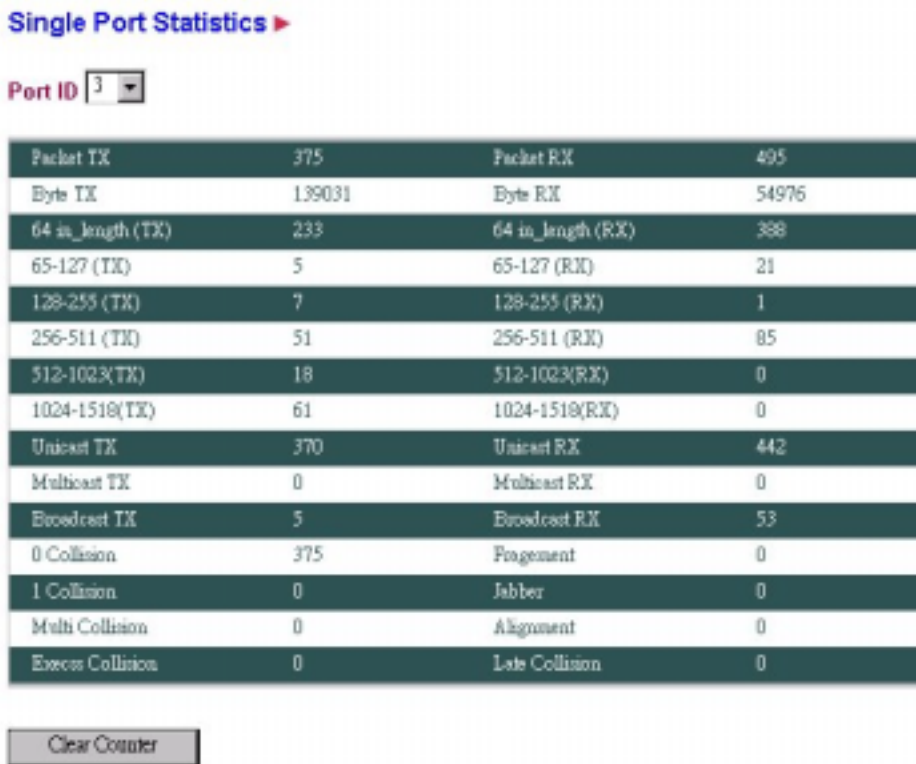 Single Port Statistics
Port ID 3
Packet TX 375 Packet RX 495
Byte TX 139031 Byte RX 54976
64 in_length (TX) 233 64 in_length (RX) 388
65-127 (TX) 5 65-127 (RX) 21
128-255 (TX) 7 128-255 (RX) 1
256-511 (TX) 51 256-511 (RX) 85
512-1023(TX) 18 512-1023(RX) 0
1024-1518(TX) 61 1024-1518(RX) 0
Unicast TX 370 Unicast RX 442
Multicast TX 0 Multicast RX 0
Broadcast TX 5 Broadcast RX 53
0 Collision 375 Fragement 0
1 Collision 0 Jabber 0
Multi Collision 0 Alignment 0
Execss Collision 0 Late Collision 0
Clear Counter